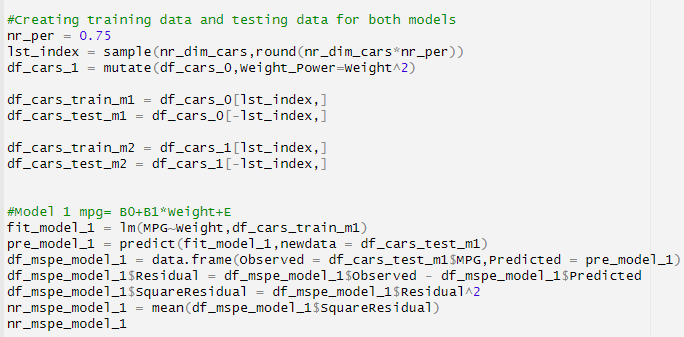 #Creating training data and testing data for both models
nr_per = 0.75
lst_index = sample(nr_dim_cars,round(nr_dim_cars*nr_per))
df_cars_1 = mutate(df_cars_0,Weight_Power=Weight^2)
df_cars_train_m1 = df_cars_0[lst_index,]
df_cars_test_m1 = df_cars_0[-lst_index,]
df_cars_train_m2 = df_cars_1[lst_index,]
df_cars_test_m2 = df_cars_1[-lst_index,]
#Model 1 mpg= B0+B1*Weight+E
fit_model_1 = lm(MPG~Weight,df_cars_train_m1)
pre_model_1 = predict(fit_model_1,newdata = df_cars_test_m1)
df_mspe_model_1 = data.frame(Observed = df_cars_test_m1$MPG,Predicted = pre_model_1)
df_mspe_model_1$Residual = df_mspe_model_1$Observed - df_mspe_model_1$Predicted
df_mspe_model_1$SquareResidual = df_mspe_model_1$Residual^2
nr_mspe_model_1 = mean(df_mspe_model_1$SquareResidual)
nr_mspe_model_1